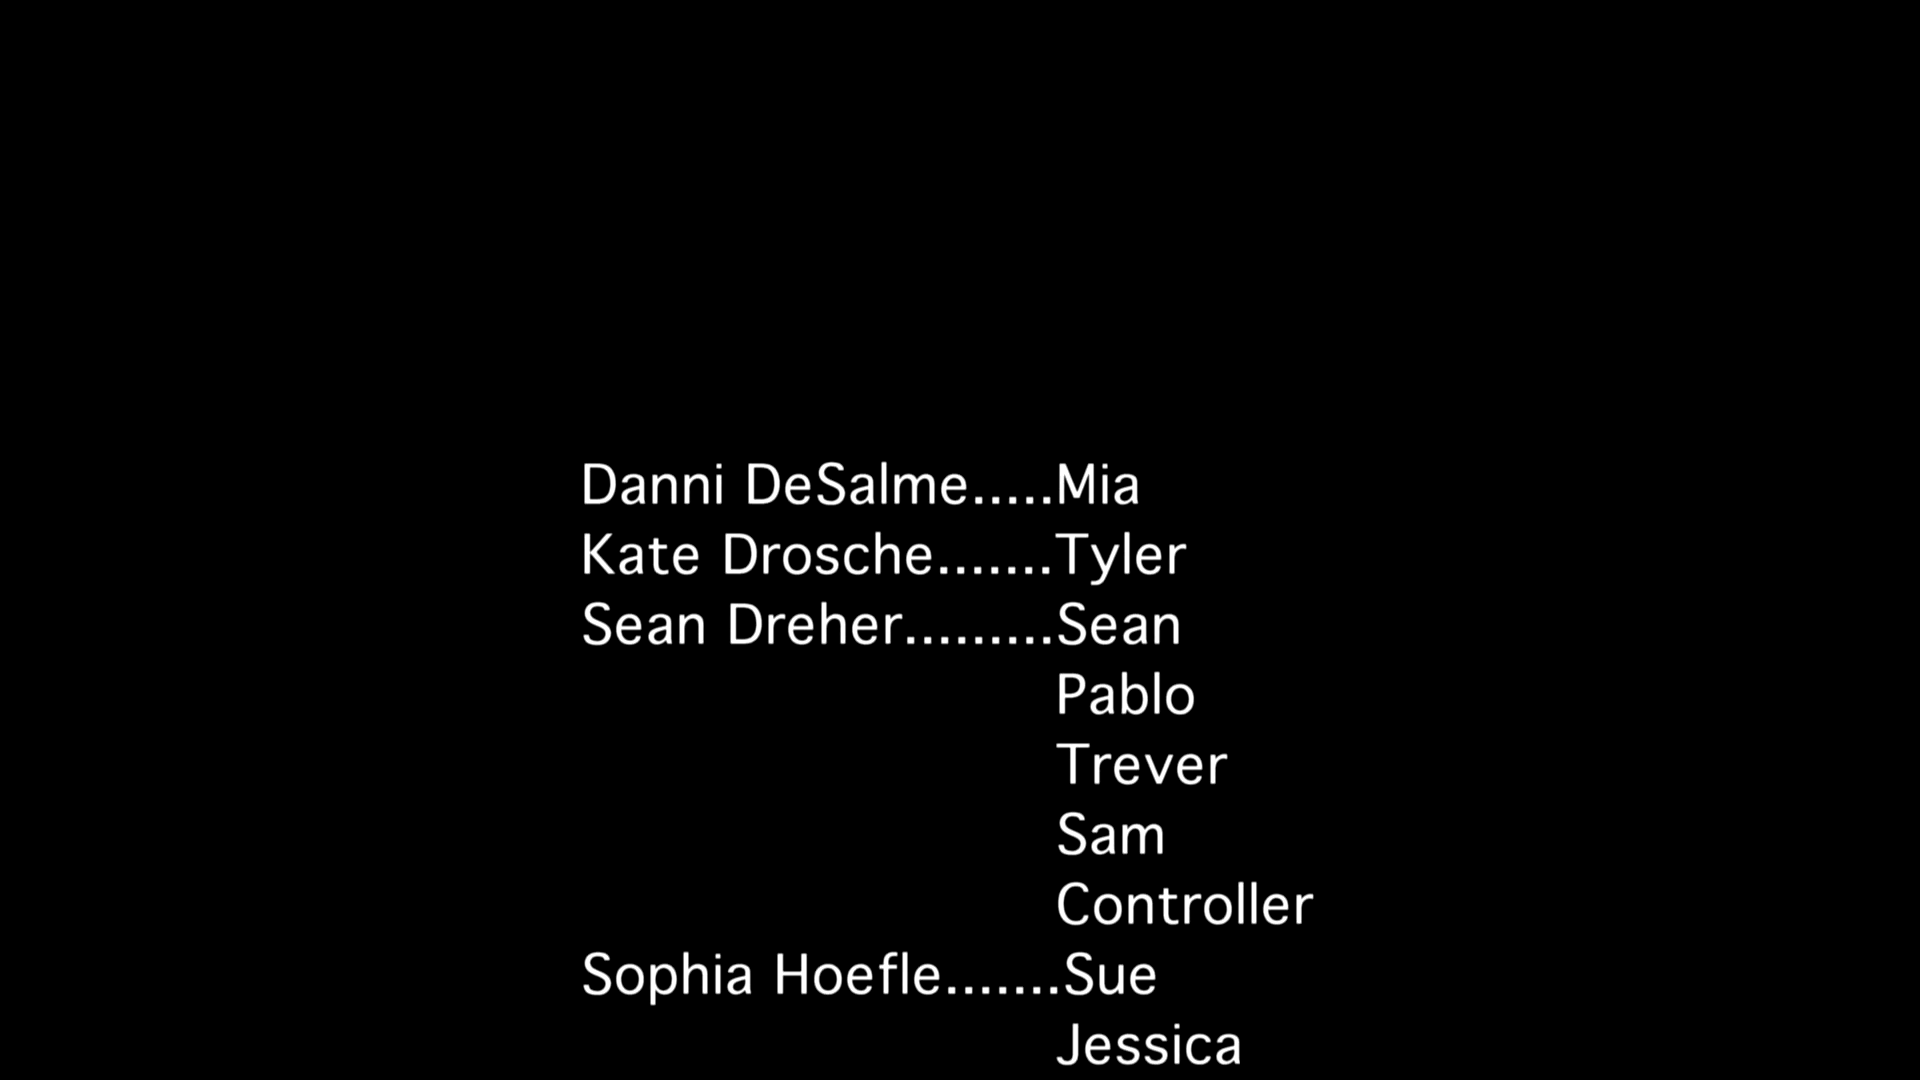 Danni DeSalme.....Mia
Kate Drosche.......Tyler
Sean Dreher.........Sean
Pablo
Trever
Sam
Controller
Sophia Hoefle.......Sue
Jessica